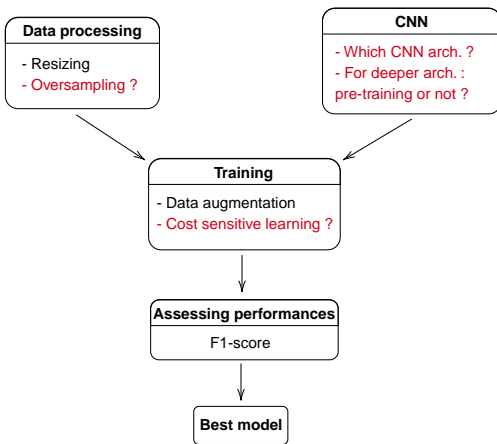 Data processing
- Resizing
- Oversampling ?
CNN
- Which CNN arch. ?
- For deeper arch. :
pre-training or not ?
Training
- Data augmentation
- Cost sensitive learning ?
Assessing performances
F1-score
Best model